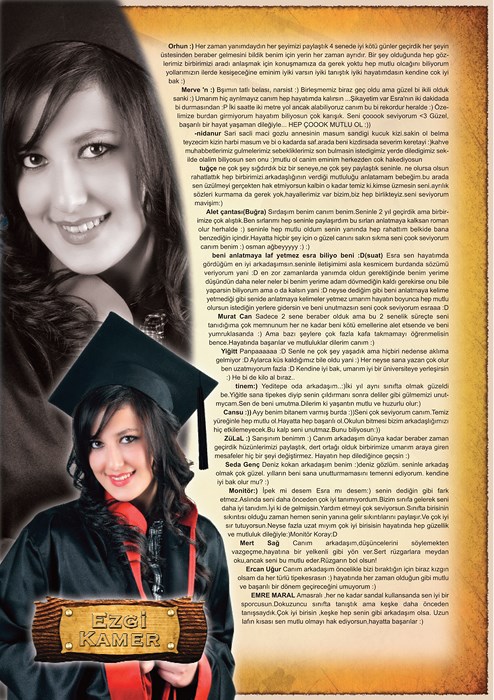 Orhun :) Her zaman yanımdaydın her şeyimizi paylaştık 4 senede iyi kötü günler geçirdik her şeyin
üstesinden beraber gelmesini bildik benim için yerin her zaman ayrıdır. Bir şey olduğunda hep göz-
lerimiz birbirimizi aradı anlaşmak için konuşmamıza da gerek yoktu hep mutlu olcağını biliyorum
yollarımızın ilerde kesişeceğine eminim iyiki varsın iyiki tanıştık iyiki hayatımdasın kendine cok iyi
bak :)
Merve 'n :) Bşımın tatlı belası, narsist :) Birleşmemiz biraz geç oldu ama güzel bi ikili olduk
sanki :) Umarım hiç ayrılmayız canım hep hayatımda kalırsın ...Şikayetim var Esra'nın iki dakikada
bi durmasından :P İki saatte iki metre yol ancak alabiliyoruz canım bu bi rekordur heralde :) Öze-
limize burdan girmiyorum hayatım biliyosun çok karışık. Seni çoook seviyorum <3 Güzel,
başarılı bir hayat yaşaman dileğiyle... HEP ÇOOOK MUTLU OL :))
-nidanur Sari sacli maci gozlu annesinin masum sandigi kucuk kizi.sakin ol belma
teyzecim kizin harbi masum ve bi o kadarda saf.arada beni kizdirsada severim keretayi :)kahve
muhabbetlerimiz gulmelerimiz sebekliklerimiz son bulmasin istedigimiz yerde diledigimiz sek-
ilde olalim biliyosun sen onu :)mutlu ol canim eminim herkezden cok hakediyosun
tuğçe ne çok şey sığdırdık biz bir seneye,ne çok şey paylaştık seninle. ne olursa olsun
rahatlattık hep birbirimizi.arkadaşlığının verdiği mutluluğu anlatamam bebeğim.bu arada
sen üzülmeyi gerçekten hak etmiyorsun kalbin o kadar temiz ki.kimse üzmesin seni.ayrılık
sözleri kurmama da gerek yok,hayallerimiz var bizim,biz hep birlikteyiz.seni seviyorum
mavişim:)
Alet çantası(Buğra) Sırdaşım benim canım benim.Seninle 2 yıl geçirdik ama birbir-
imize çok alıştık.Ben sırlarımı hep seninle paylaşırdım bu sırları anlatmaya kalksan roman
olur herhalde :) seninle hep mutlu oldum senin yanında hep rahattım belkide bana
benzediğin içindir.Hayatta hiçbir şey için o güzel canını sakın sıkma seni çook seviyorum
canım benim :) osman ağbeyyyyy :) :)
beni anlatmaya laf yetmez esra biliyo beni :D(suat) Esra sen hayatımda
gördüğüm en iyi arkadaşımsın.seninle iletişimimi asla kesmicem burdanda sözümü
veriyorum yani :D en zor zamanlarda yanımda oldun gerektiğinde benim yerime
düşündün daha neler neler bi benim yerime adam dövmediğin kaldı gerekirse onu bile
yaparsin biliyorum ama o da kalsın yani :D neyse dediğim gibi beni anlatmaya kelime
yetmediği gibi senide anlatmaya kelimeler yetmez umarım hayatın boyunca hep mutlu
olursun istediğin yerlere gidersin ve beni unutmazsın seni çook seviyorum esraaa :D
Murat Can Sadece 2 sene beraber olduk ama bu 2 senelik süreçte seni
tanıdığıma çok memnunum her ne kadar beni kötü emellerine alet etsende ve beni
yumruklasanda :) Ama bazı şeylere çok fazla kafa takmamayı öğrenmelisin
bence.Hayatında başarılar ve mutluluklar dilerim canım :)
Yiğitt Panpaaaaaa :D Senle ne çok şey yaşadık ama hiçbiri nedense aklıma
gelmiyor :D Aylarca küs kaldığımız bile oldu yani :) Her neyse sana yazan çok olur
ben uzatmıyorum fazla :D Kendine iyi bak, umarım iyi bir üniversiteye yerleşirsin
:) He bi de kilo al biraz..
tinem:) Yeditepe oda arkadaşım..:)İki yıl aynı sınıfta olmak güzeldi
be.Yiğitle sana tipekes diyip senin çıldırmanı sonra deliler gibi gülmemizi unut-
mycam.Sen de beni umutma.Dilerim ki yaşantın mutlu ve huzurlu olur:)
Cansu :)) Ayy benim bitanem varmış burda :))Seni çok seviyorum canım.Temiz
yüreğinle hep mutlu ol.Hayatta hep başarılı ol.Okulun bitmesi bizim arkadaşlığımızı
hiç etkilemeyecek.Bu kalp seni unutmaz.Bunu biliyosun:))
ZüLaL :) Sarışınım benimm :) Canım arkadaşım dünya kadar beraber zaman
geçirdik hüzünlerimizi paylaştık, dert ortağı olduk birbirimize umarım araya giren
mesafeler hiç bir şeyi değiştirmez. Hayatın hep dilediğince geçsin :)
Seda Genç Deniz kokan arkadaşım benim :)deniz gözlüm. seninle arkadaş
olmak çok güzel. yılların beni sana unutturmamasını temenni ediyorum. kendine
iyi bak olur mu? :)
Monitör:) İpek mi desem Esra mı desem:) senin dediğin gibi fark
etmez.Aslında seni daha önceden çok iyi tanımıyordum.Bizim sınıfa gelerek seni
daha iyi tanıdım.İyi ki de gelmişsin.Yardım etmeyi çok seviyorsun.Sınıfta birisinin
sıkıntısı olduğu zaman hemen senin yanına gelir sıkıntılarını paylaşır.Ve çok iyi
sır tutuyorsun.Neyse fazla uzat mıyım çok iyi birisisin hayatında hep güzellik
ve mutluluk dileğiyle:)Monitör Koray:D
Mert Sağ Canım arkadaşım,düşüncelerini söylemekten
vazgeçme,hayatına bir yelkenli gibi yön ver.Sert rüzgarlara meydan
oku,ancak seni bu mutlu eder.Rüzgarın bol olsun!
Ercan Uğur Canım arkadaşım öncelikle bizi bıraktığın için biraz kızgın
olsam da her türlü tipekesrasın :) hayatında her zaman olduğun gibi mutlu
ve başarılı bir dönem geçireceğini umuyorum :)
EMRE MARAL Amasralı ,her ne kadar sandal kullansanda sen iyi bir
sporcusun.Dokuzuncu sınıfta tanıştık ama keşke daha önceden
tanışsaydık.Çok iyi birisin ,keşke hep senin gibi arkadaşım olsa. Uzun
lafın kısası sen mutlu olmayı hak ediyorsun,hayatta başarılar :)
EZGİ
KAMER